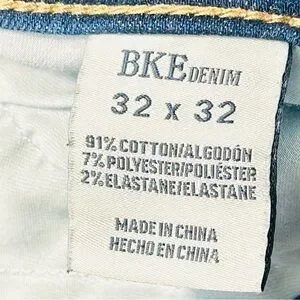 BKE DENIM
32 x 32
91% COTTON/ALGODÓN
7% POLYESTER/POLIÉSTER
2% ELASTANE/ELASTANE
MADE IN CHINA
HECHO EN CHINA